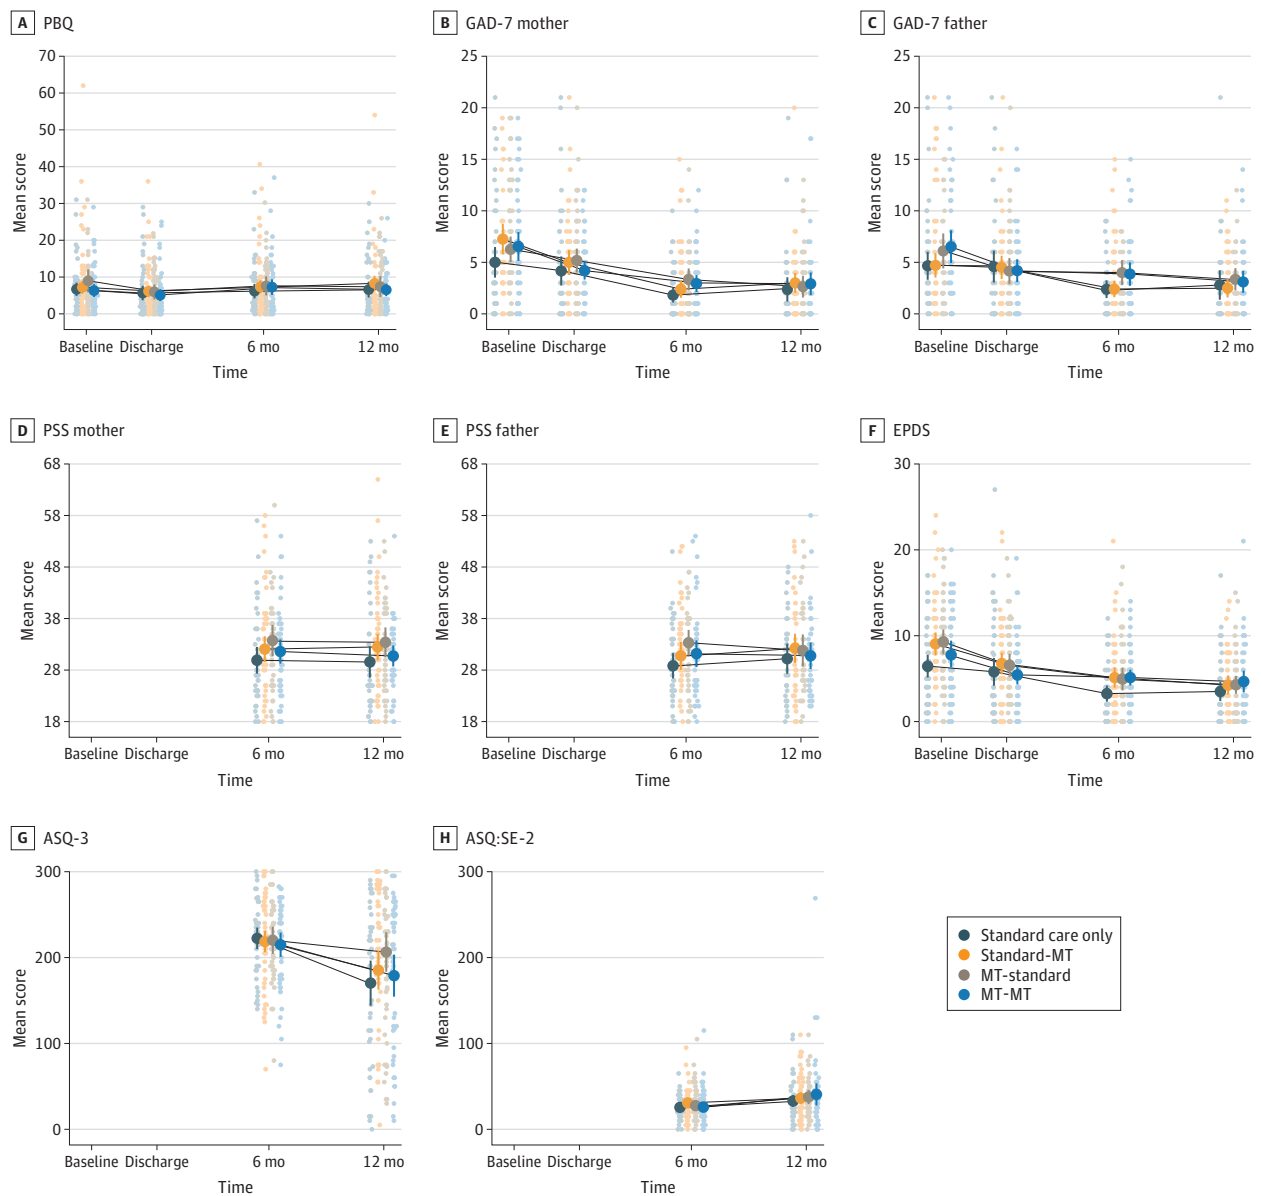 A PBQ
70
60
50
40
30
20
10
0
Mean score
Baseline Discharge 6 mo 12 mo
Time
B GAD-7 mother
25
20
15
10
5
0
Mean score
Baseline Discharge 6 mo 12 mo
Time
C GAD-7 father
25
20
15
10
5
0
Mean score
Baseline Discharge 6 mo 12 mo
Time
D PSS mother
68
58
48
38
28
18
Mean score
Baseline Discharge 6 mo 12 mo
Time
E PSS father
68
58
48
38
28
18
Mean score
Baseline Discharge 6 mo 12 mo
Time
F EPDS
30
20
10
0
Mean score
Baseline Discharge 6 mo 12 mo
Time
G ASQ-3
300
200
100
0
Mean score
Baseline Discharge 6 mo 12 mo
Time
H ASQ:SE-2
300
200
100
0
Mean score
Baseline Discharge 6 mo 12 mo
Time
Standard care only
Standard-MT
MT-standard
MT-MT